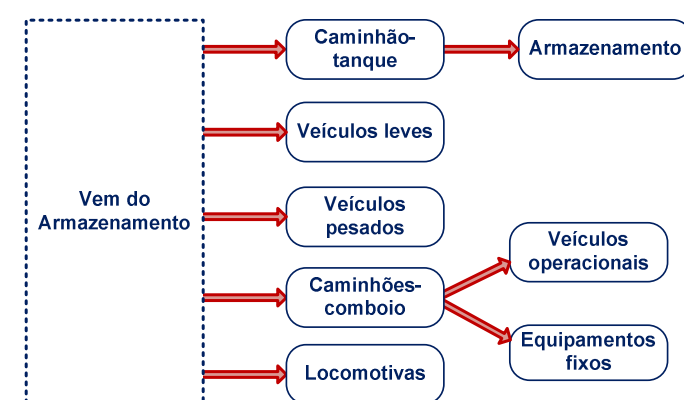 Vem do
Armazenamento
Caminhão-
tanque
Armazenamento
Veículos leves
Veículos
pesados
Caminhões-
comboio
Veículos
operacionais
Equipamentos
fixos
Locomotivas